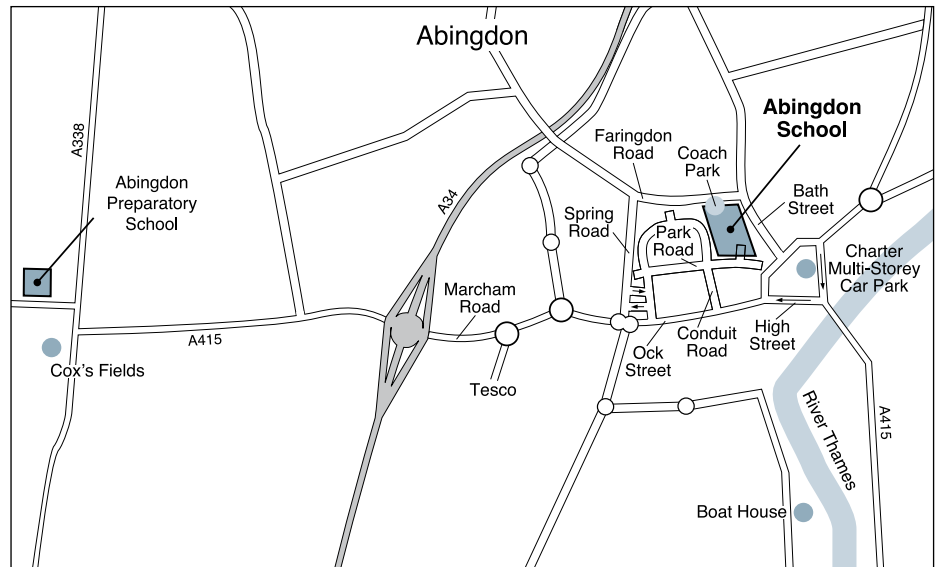 Abingdon
A338
Abingdon
Preparatory
School
Cox's Fields
A415
A34
Marcham
Road
Tesco
Spring
Road
Faringdon
Road
Coach
Park
Abingdon
School
Bath
Street
Park
Road
Charter
Multi-Storey
Car Park
Ock
Street
Conduit
Road
High
Street
A415
River Thames
Boat House